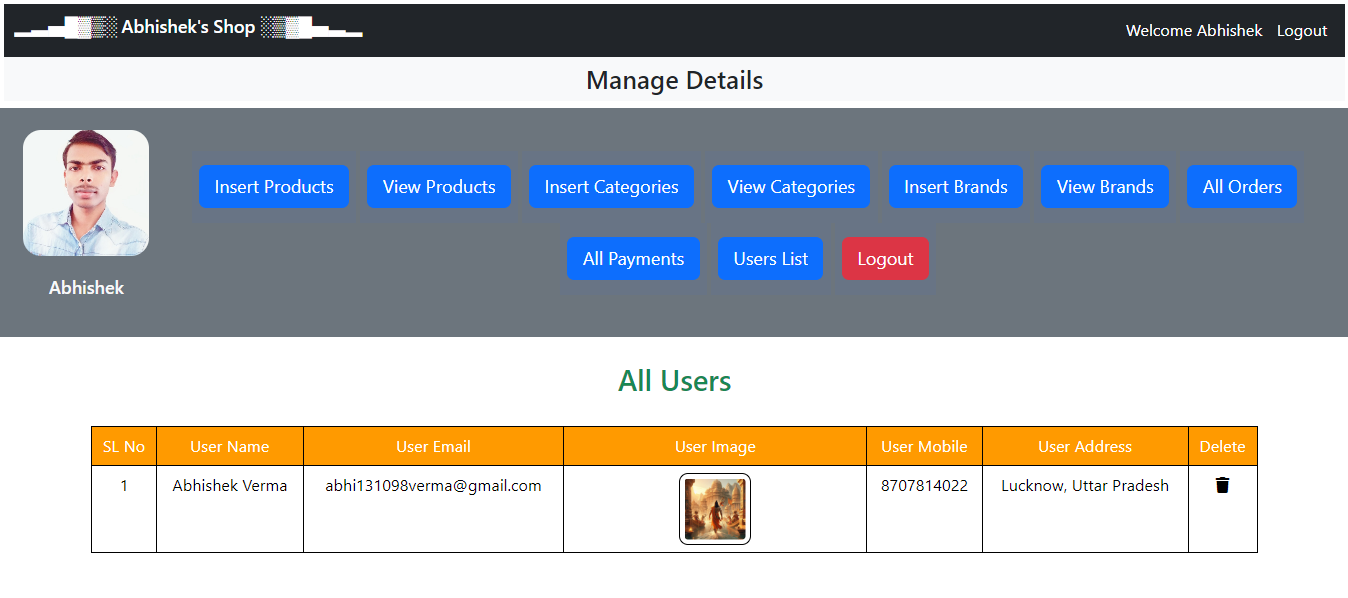 ▁▂▄▅█▓▒░ Abhishek's Shop ░▒▓█▅▄▂▁ Welcome Abhishek Logout
Manage Details
Insert Products View Products Insert Categories View Categories Insert Brands View Brands All Orders
All Payments Users List Logout
Abhishek
All Users
SL No User Name User Email User Image User Mobile User Address Delete
1 Abhishek Verma abhi131098verma@gmail.com 8707814022 Lucknow, Uttar Pradesh